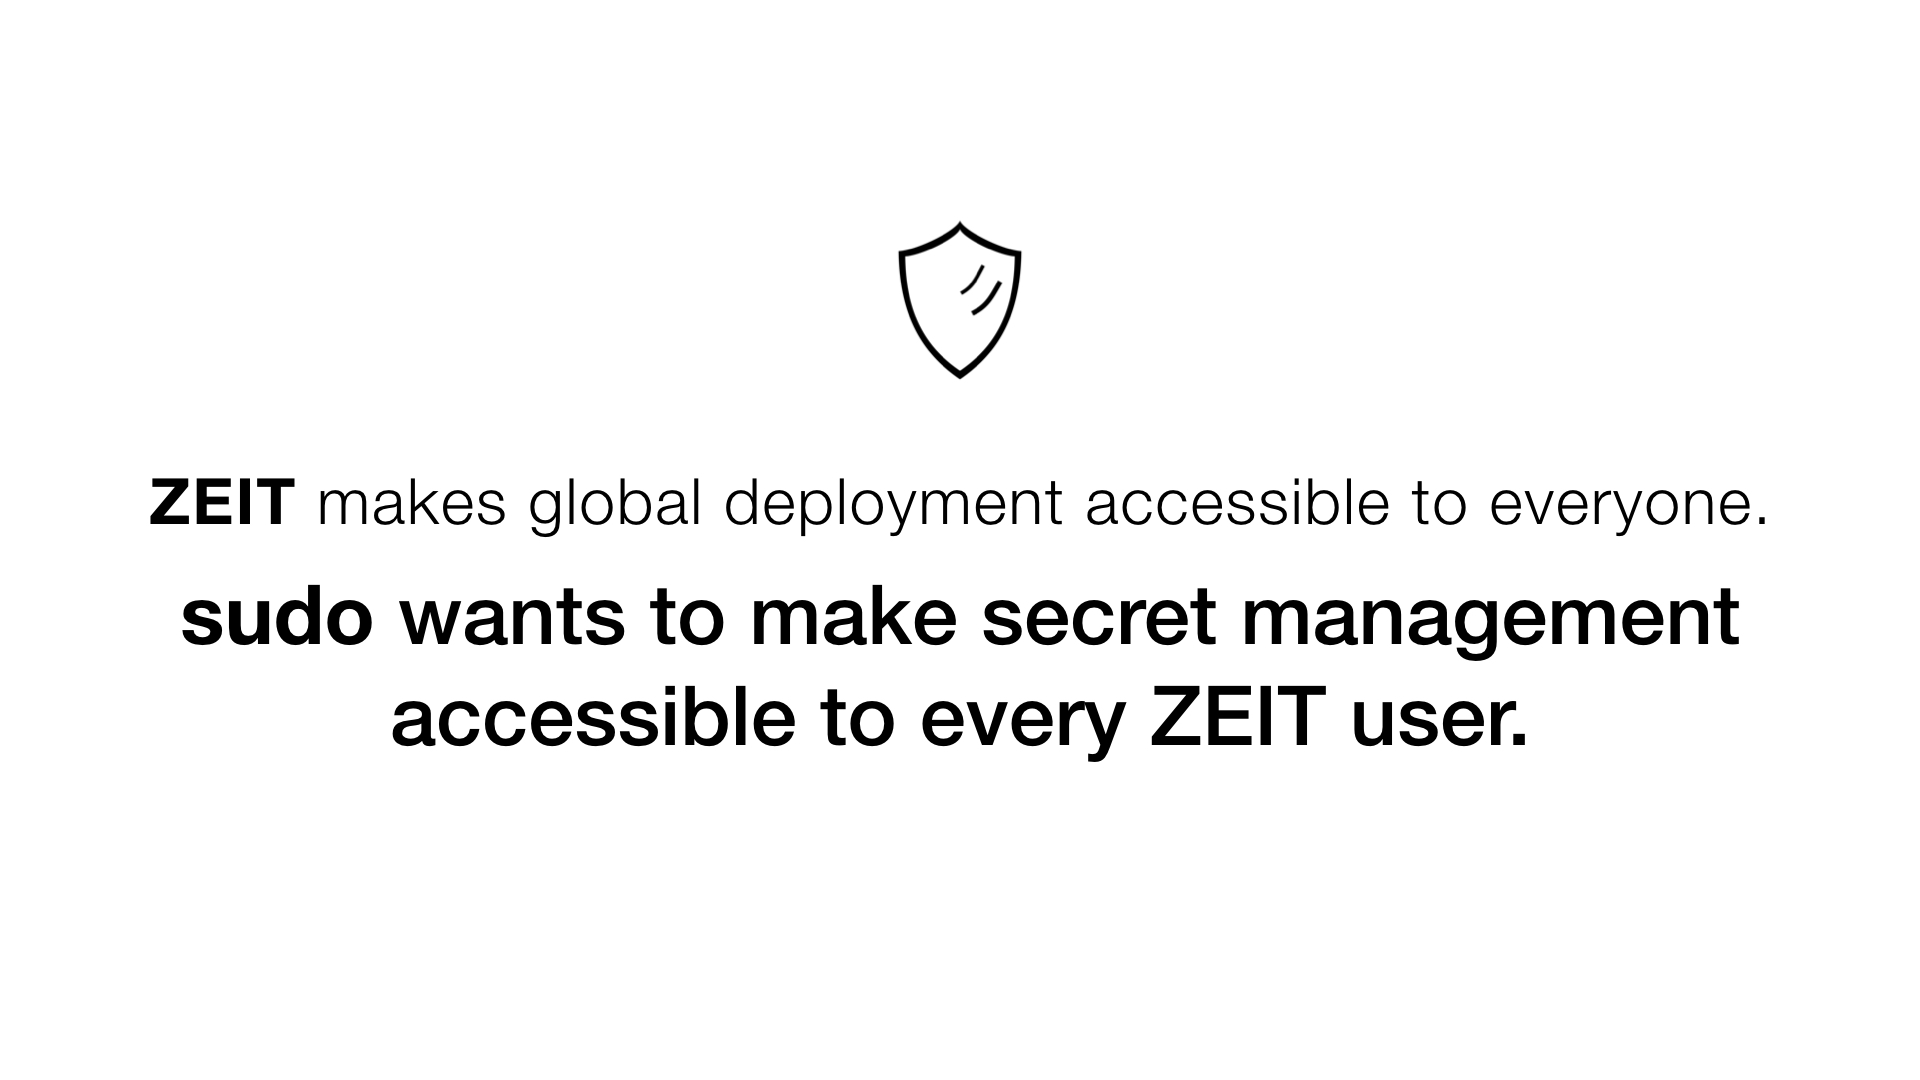 ZEIT makes global deployment accessible to everyone.
sudo wants to make secret management
accessible to every ZEIT user.